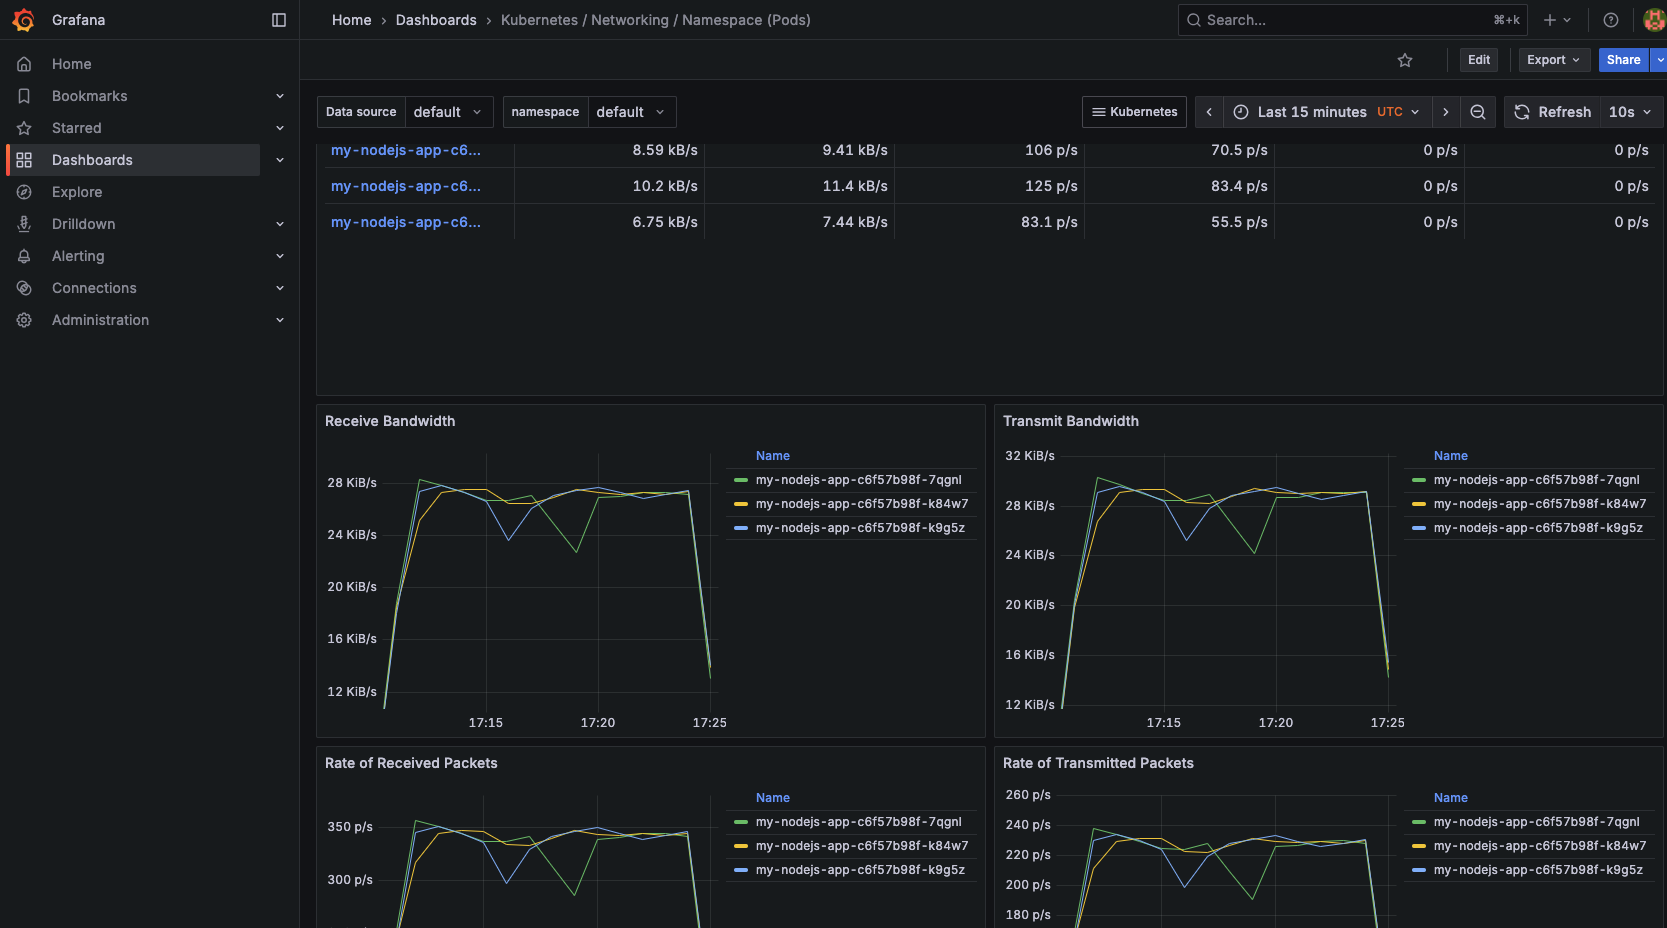 Grafana
Home › Dashboards › Kubernetes / Networking / Namespace (Pods)
Search...
⌘+k
Edit
Export
Share
Home
Bookmarks
Starred
Dashboards
Explore
Drilldown
Alerting
Connections
Administration
Data source default
namespace default
Kubernetes
Last 15 minutes UTC
Refresh 10s
my-nodejs-app-c6... 8.59 kB/s 9.41 kB/s 106 p/s 70.5 p/s 0 p/s 0 p/s
my-nodejs-app-c6... 10.2 kB/s 11.4 kB/s 125 p/s 83.4 p/s 0 p/s 0 p/s
my-nodejs-app-c6... 6.75 kB/s 7.44 kB/s 83.1 p/s 55.5 p/s 0 p/s 0 p/s
Receive Bandwidth
28 KiB/s
24 KiB/s
20 KiB/s
16 KiB/s
12 KiB/s
17:15 17:20 17:25
Name
my-nodejs-app-c6f57b98f-7qgnl
my-nodejs-app-c6f57b98f-k84w7
my-nodejs-app-c6f57b98f-k9g5z
Transmit Bandwidth
32 KiB/s
28 KiB/s
24 KiB/s
20 KiB/s
16 KiB/s
12 KiB/s
17:15 17:20 17:25
Name
my-nodejs-app-c6f57b98f-7qgnl
my-nodejs-app-c6f57b98f-k84w7
my-nodejs-app-c6f57b98f-k9g5z
Rate of Received Packets
350 p/s
300 p/s
Name
my-nodejs-app-c6f57b98f-7qgnl
my-nodejs-app-c6f57b98f-k84w7
my-nodejs-app-c6f57b98f-k9g5z
Rate of Transmitted Packets
260 p/s
240 p/s
220 p/s
200 p/s
180 p/s
Name
my-nodejs-app-c6f57b98f-7qgnl
my-nodejs-app-c6f57b98f-k84w7
my-nodejs-app-c6f57b98f-k9g5z